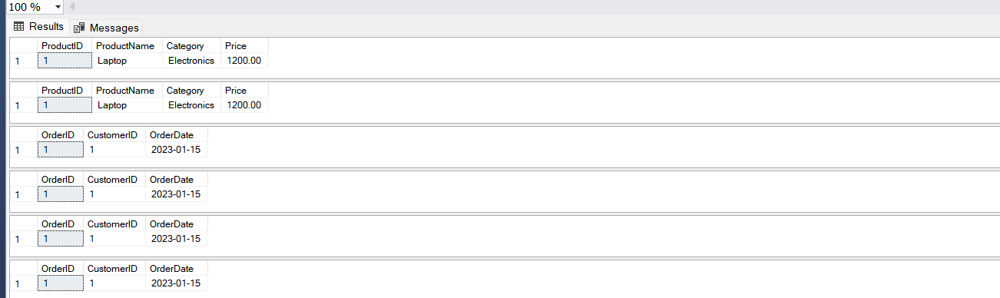 100 %
Results Messages
ProductID ProductName Category Price
1 1 Laptop Electronics 1200.00
ProductID ProductName Category Price
1 1 Laptop Electronics 1200.00
OrderID CustomerID OrderDate
1 1 1 2023-01-15
OrderID CustomerID OrderDate
1 1 1 2023-01-15
OrderID CustomerID OrderDate
1 1 1 2023-01-15
OrderID CustomerID OrderDate
1 1 1 2023-01-15